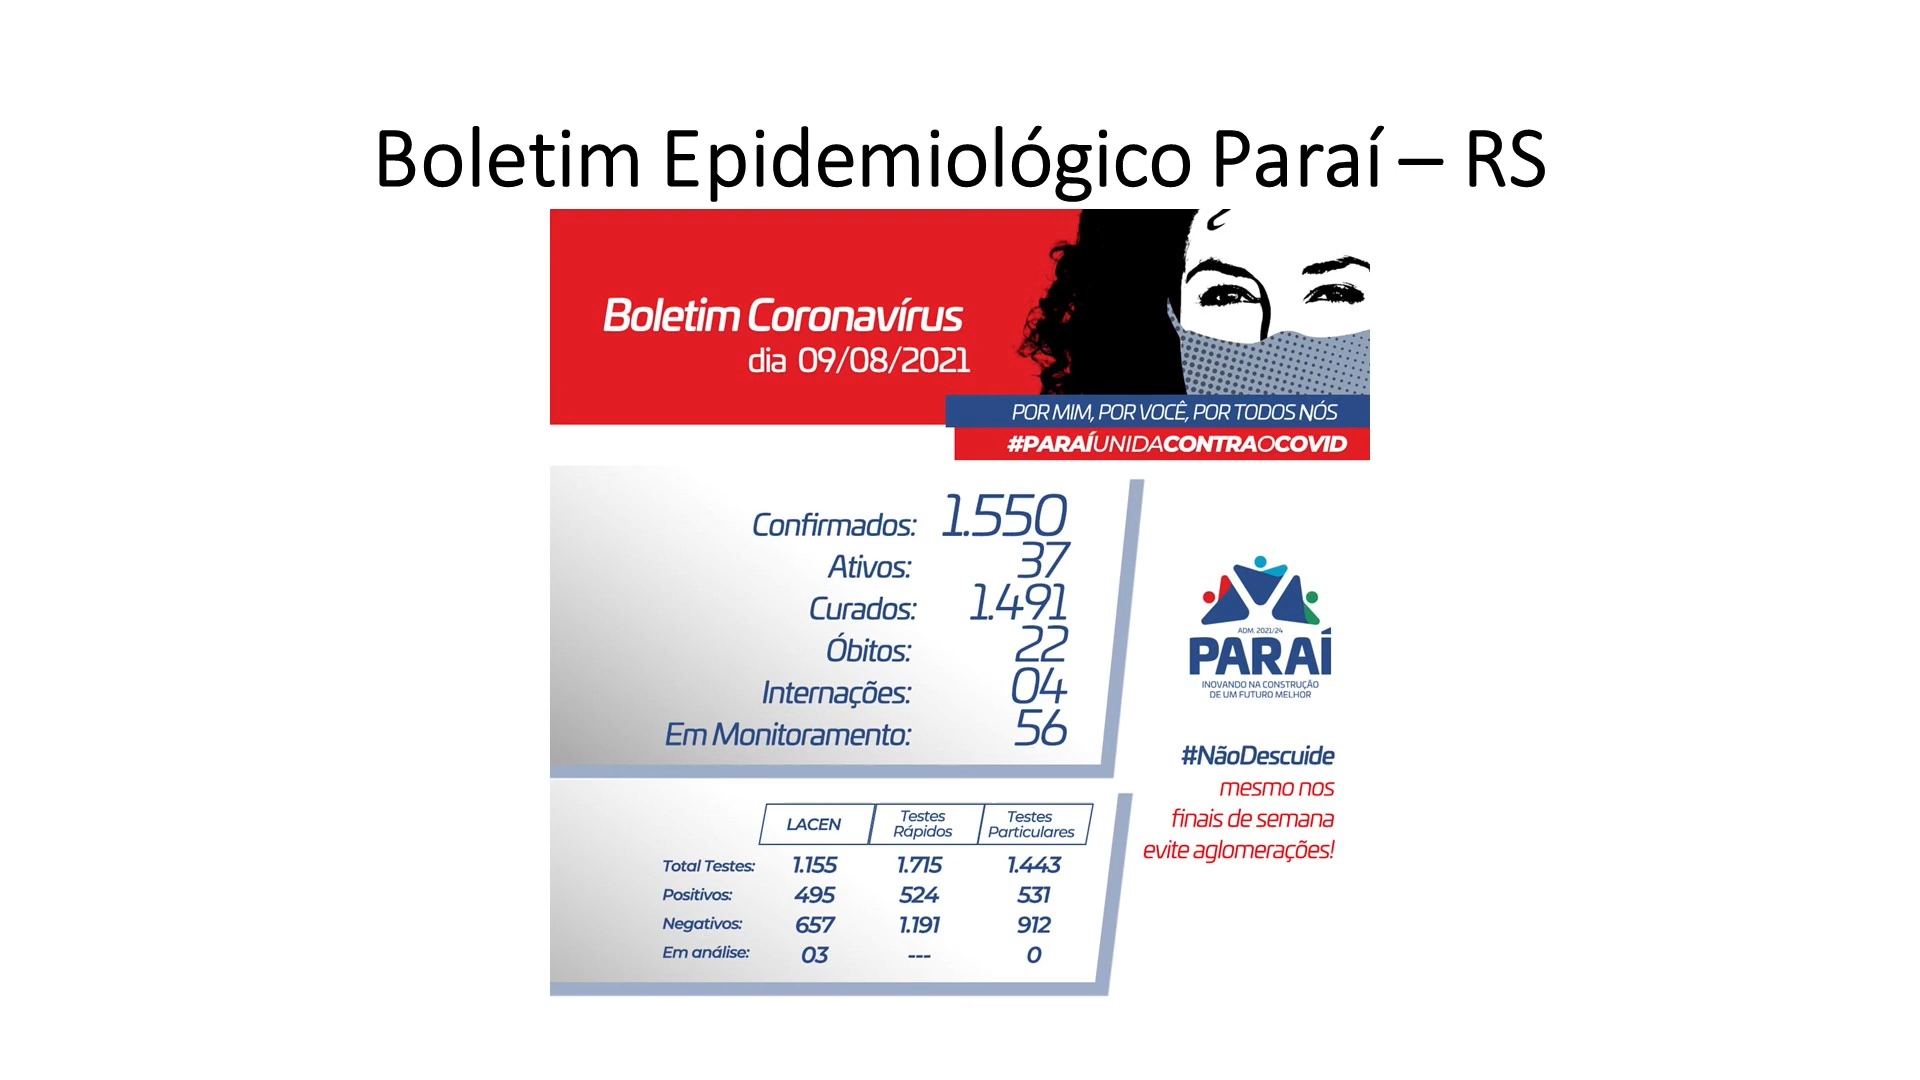 Boletim Epidemiológico Paraí – RS
Boletim Coronavírus
dia 09/08/2021
POR MIM, POR VOCÊ, POR TODOS NÓS
#PARAÍUNIDACONTRAOCOVID
Confirmados: 1.550
Ativos: 37
Curados: 1.491
Óbitos: 22
Internações: 04
Em Monitoramento: 56
ADM. 2021/24
PARAÍ
INOVANDO NA CONSTRUÇÃO
DE UM FUTURO MELHOR
#NãoDescuide
mesmo nos
finais de semana
evite aglomerações!
LACEN Testes Rápidos Testes Particulares
Total Testes: 1.155 1.715 1.443
Positivos: 495 524 531
Negativos: 657 1.191 912
Em análise: 03 --- 0